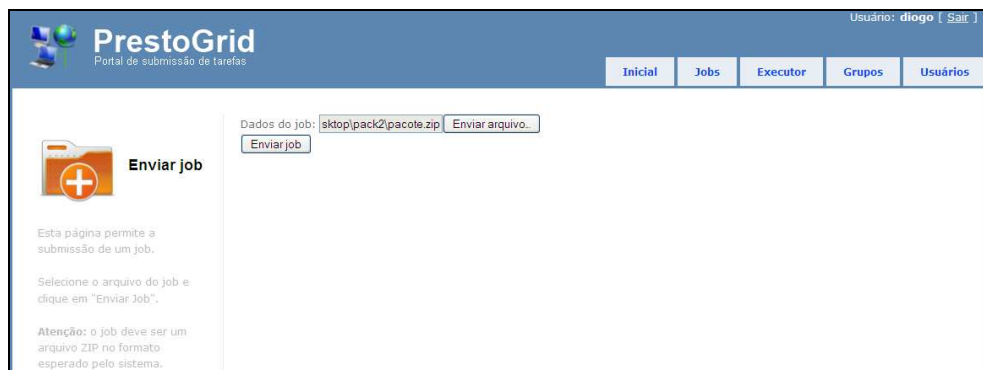 Usuário: diogo [ Sair ]
PrestoGrid
Portal de submissão de tarefas
Inicial Jobs Executor Grupos Usuários
Dados do job: sktop\pack2\pacote.zip Enviar arquivo..
Enviar job
Enviar job
Esta página permite a
submissão de um job.
Selecione o arquivo do job e
clique em "Enviar Job".
Atenção: o job deve ser um
arquivo ZIP no formato
esperado pelo sistema.